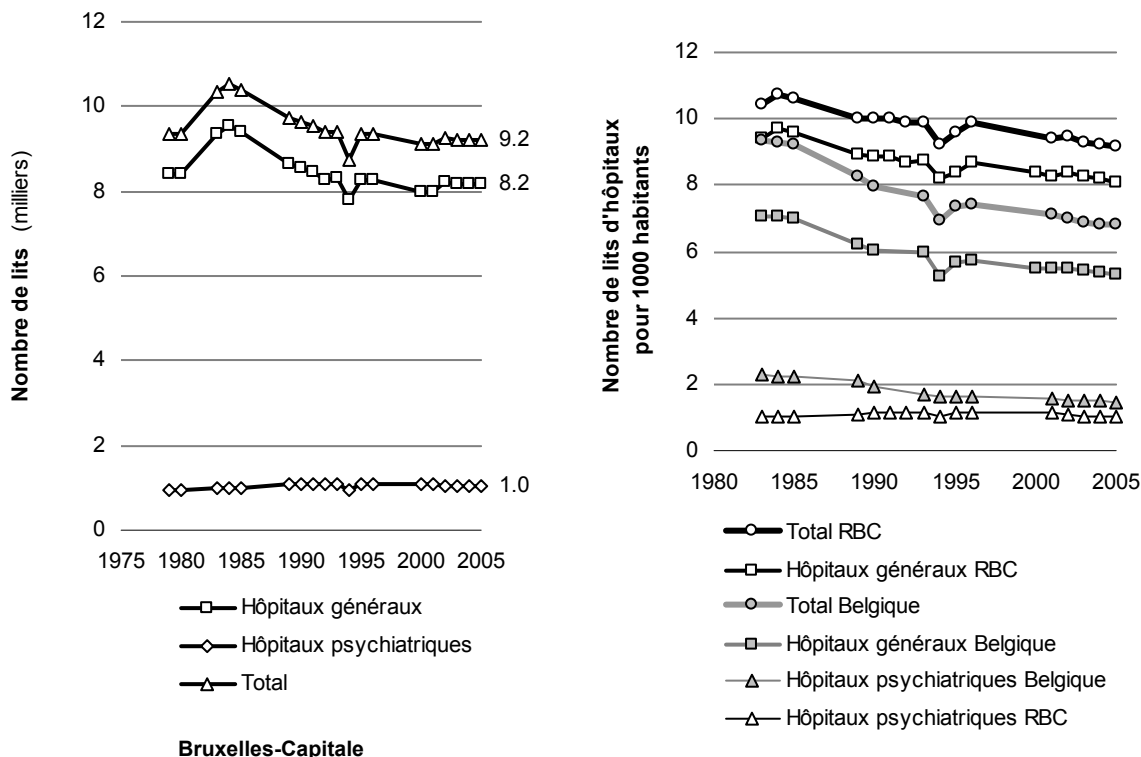 Nombre de lits (milliers)
12
10
8
6
4
2
0
9.2
8.2
1.0
1975 1980 1985 1990 1995 2000 2005
Hôpitaux généraux
Hôpitaux psychiatriques
Total
Bruxelles-Capitale
Nombre de lits d'hôpitaux
pour 1000 habitants
12
10
8
6
4
2
0
1980 1985 1990 1995 2000 2005
Total RBC
Hôpitaux généraux RBC
Total Belgique
Hôpitaux généraux Belgique
Hôpitaux psychiatriques Belgique
Hôpitaux psychiatriques RBC